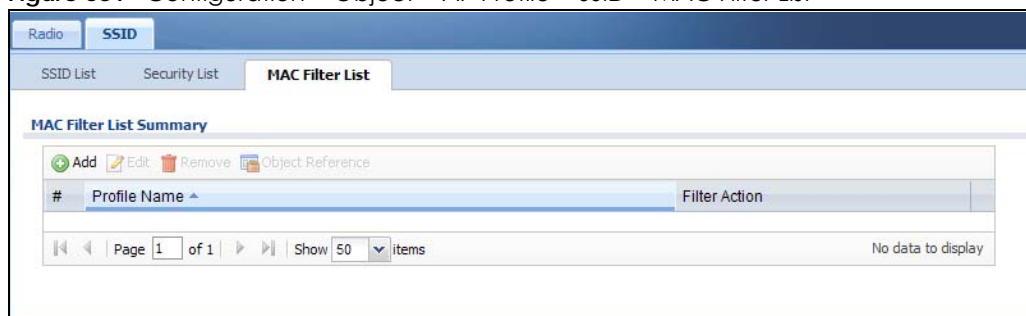 Radio SSID
SSID List Security List MAC Filter List
MAC Filter List Summary
Add Edit Remove Object Reference
# Profile Name Filter Action
Page 1 of 1 Show 50 items No data to display